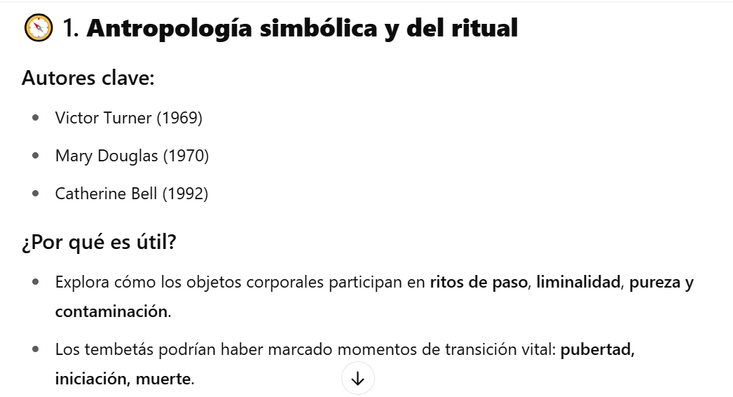 🧭 1. Antropología simbólica y del ritual
Autores clave:
• Victor Turner (1969)
• Mary Douglas (1970)
• Catherine Bell (1992)
¿Por qué es útil?
• Explora cómo los objetos corporales participan en ritos de paso, liminalidad, pureza y
contaminación.
• Los tembetás podrían haber marcado momentos de transición vital: pubertad,
iniciación, muerte.